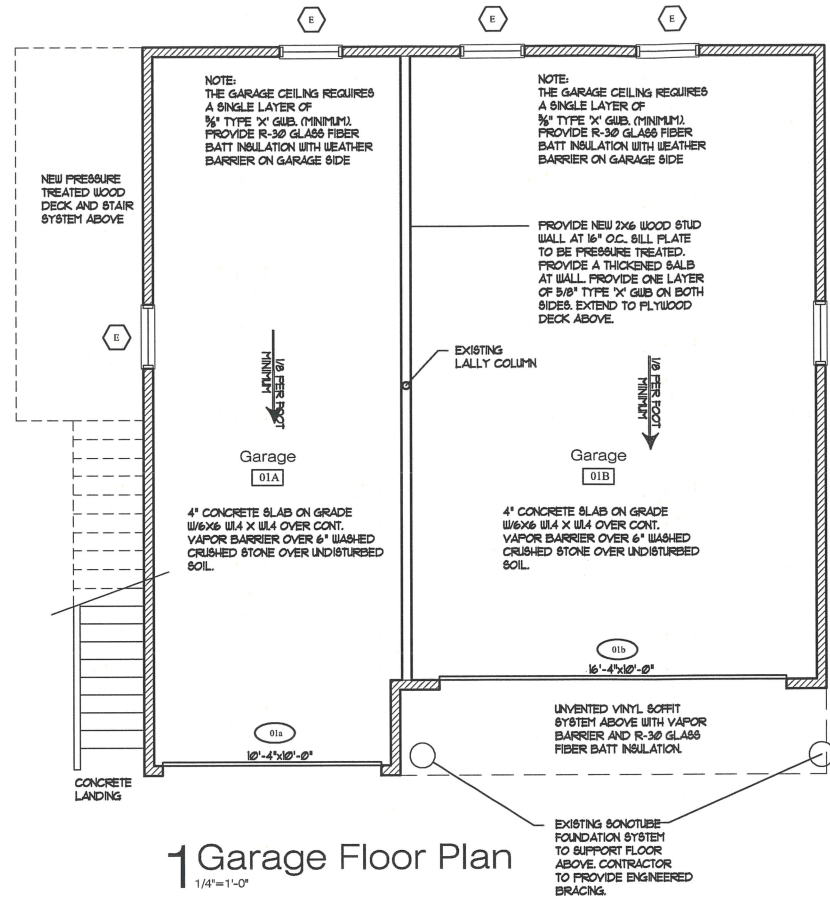 E
E
E
NOTE:
THE GARAGE CEILING REQUIRES
A SINGLE LAYER OF
⅝" TYPE 'X' GWB. (MINIMUM).
PROVIDE R-30 GLASS FIBER
BATT INSULATION WITH WEATHER
BARRIER ON GARAGE SIDE
NOTE:
THE GARAGE CEILING REQUIRES
A SINGLE LAYER OF
⅝" TYPE 'X' GWB. (MINIMUM).
PROVIDE R-30 GLASS FIBER
BATT INSULATION WITH WEATHER
BARRIER ON GARAGE SIDE
NEW PRESSURE
TREATED WOOD
DECK AND STAIR
SYSTEM ABOVE
PROVIDE NEW 2X6 WOOD STUD
WALL AT 16" O.C. SILL PLATE
TO BE PRESSURE TREATED.
PROVIDE A THICKENED SALB
AT WALL. PROVIDE ONE LAYER
OF 5/8" TYPE 'X' GWB ON BOTH
SIDES. EXTEND TO PLYWOOD
DECK ABOVE.
E
EXISTING
LALLY COLUMN
1/8 PER FOOT
MINIMUM
1/8 PER FOOT
MINIMUM
Garage
01A
Garage
01B
4" CONCRETE SLAB ON GRADE
W/6X6 W1.4 X W1.4 OVER CONT.
VAPOR BARRIER OVER 6" WASHED
CRUSHED STONE OVER UNDISTURBED
SOIL.
4" CONCRETE SLAB ON GRADE
W/6X6 W1.4 X W1.4 OVER CONT.
VAPOR BARRIER OVER 6" WASHED
CRUSHED STONE OVER UNDISTURBED
SOIL.
01b
16'-4"x10'-0"
UNVENTED VINYL SOFFIT
SYSTEM ABOVE WITH VAPOR
BARRIER AND R-30 GLASS
FIBER BATT INSULATION.
01a
10'-4"x10'-0"
CONCRETE
LANDING
EXISTING SONOTUBE
FOUNDATION SYSTEM
TO SUPPORT FLOOR
ABOVE. CONTRACTOR
TO PROVIDE ENGINEERED
BRACING.
1 Garage Floor Plan
1/4"=1'-0"